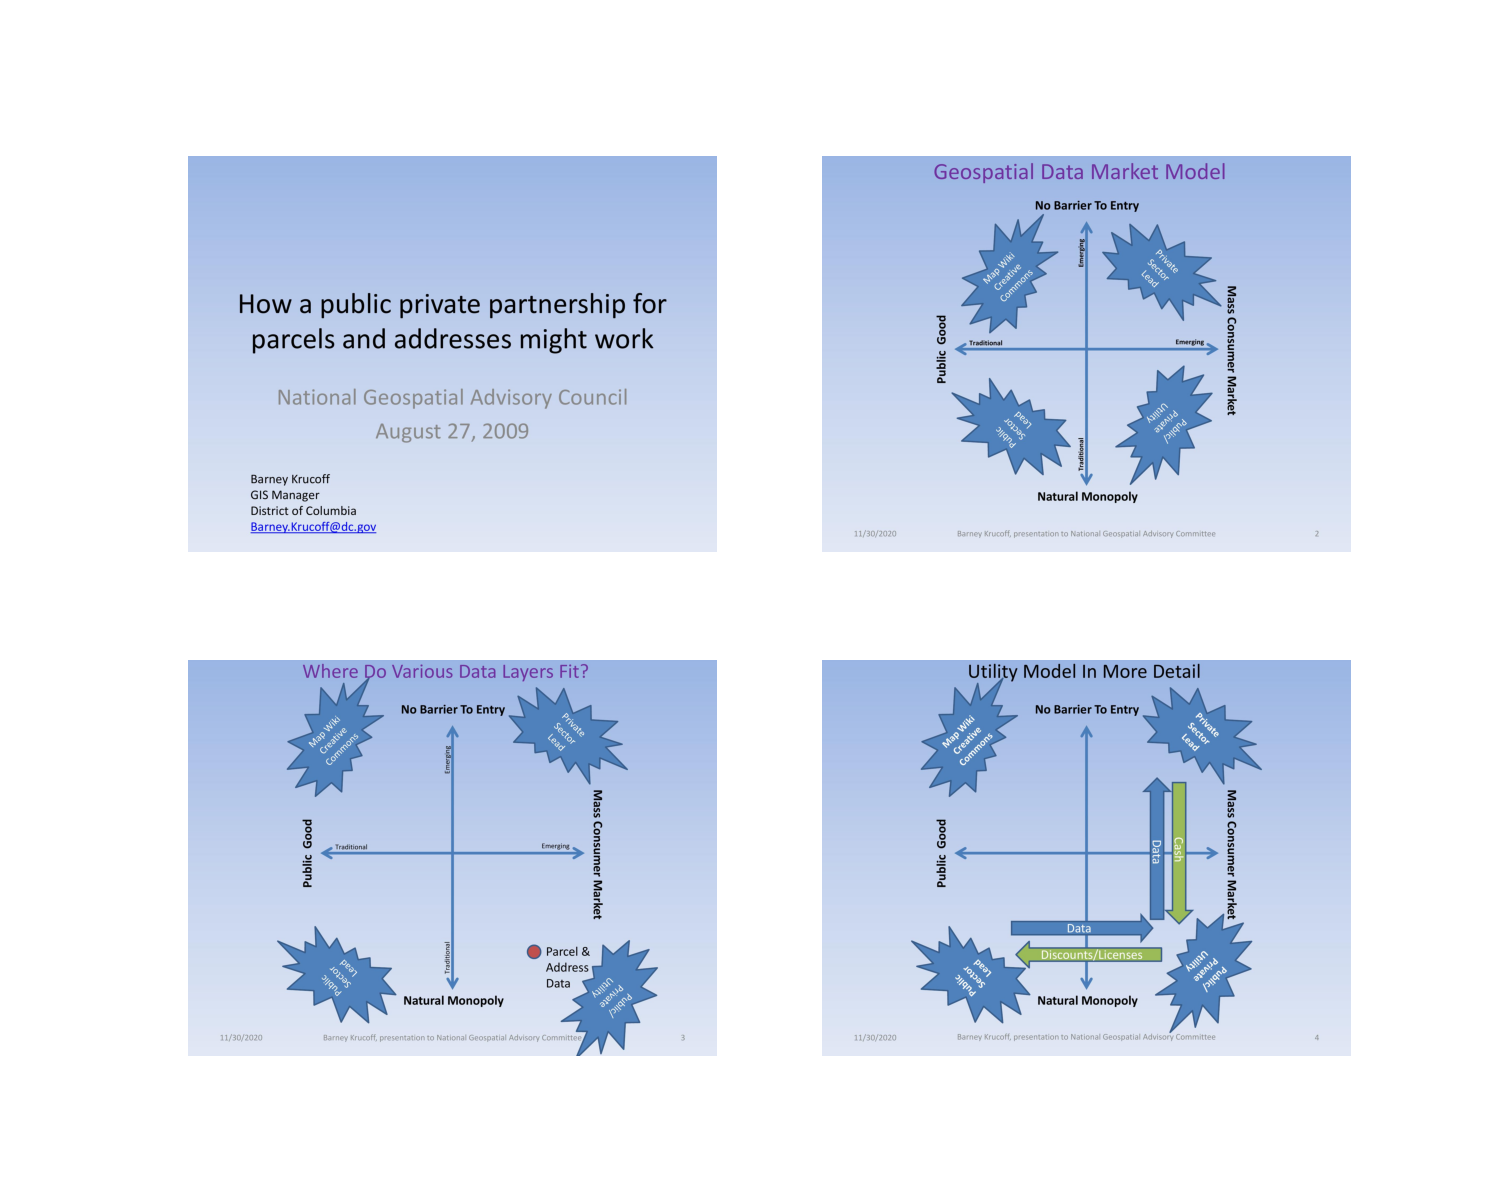 How a public private partnership for
parcels and addresses might work
National Geospatial Advisory Council
August 27, 2009
Barney Krucoff
GIS Manager
District of Columbia
Barney.Krucoff@dc.gov
Geospatial Data Market Model
No Barrier To Entry
Map Wiki
Creative
Commons
Emerging
Private
Sector
Lead
Public Good
Traditional
Emerging
Mass Consumer Market
Public
Sector
Lead
Traditional
Public/
Private
Utility
Natural Monopoly
11/30/2020
Barney Krucoff, presentation to National Geospatial Advisory Committee
2
Where Do Various Data Layers Fit?
Map Wiki
Creative
Commons
No Barrier To Entry
Emerging
Private
Sector
Lead
Public Good
Traditional
Emerging
Mass Consumer Market
Public
Sector
Lead
Traditional
Parcel &
Address
Data
Public/
Private
Utility
Natural Monopoly
11/30/2020
Barney Krucoff, presentation to National Geospatial Advisory Committee
3
Utility Model In More Detail
Map Wiki
Creative
Commons
No Barrier To Entry
Private
Sector
Lead
Public Good
Data
Cash
Mass Consumer Market
Data
Discounts/Licenses
Public
Sector
Lead
Public/
Private
Utility
Natural Monopoly
11/30/2020
Barney Krucoff, presentation to National Geospatial Advisory Committee
4